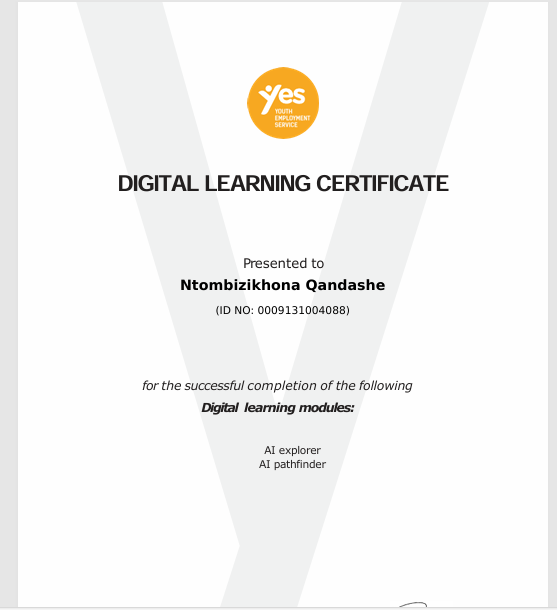 yes
YOUTH
EMPLOYMENT
SERVICE
DIGITAL LEARNING CERTIFICATE
Presented to
Ntombizikhona Qandashe
(ID NO: 0009131004088)
for the successful completion of the following
Digital learning modules:
AI explorer
AI pathfinder